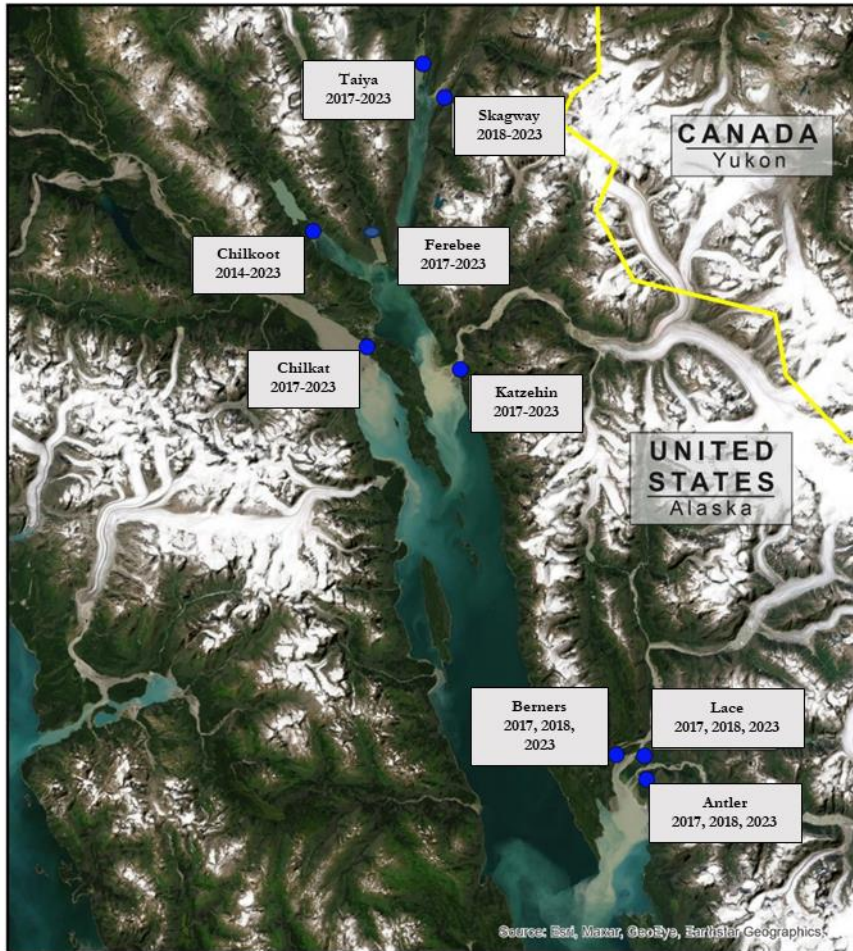 Taiya
2017-2023
Skagway
2018-2023
CANADA
Yukon
Chilkoot
2014-2023
Ferebee
2017-2023
Chilkat
2017-2023
Katzehin
2017-2023
UNITED
STATES
Alaska
Berners
2017, 2018,
2023
Lace
2017, 2018, 2023
Antler
2017, 2018, 2023
Source: Esri, Maxar, GeoEye, Earthstar Geographics,